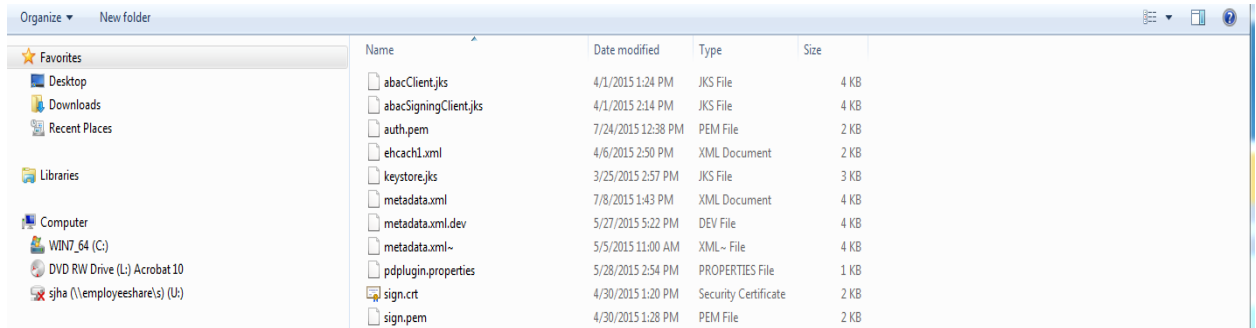 Organize New folder
Name Date modified Type Size
Favorites
Desktop
Downloads
Recent Places
Libraries
Computer
WIN7_64 (C:)
DVD RW Drive (L:) Acrobat 10
sjha (\\employeeshare\s) (U:)
abacClient.jks 4/1/2015 1:24 PM JKS File 4 KB
abacSigningClient.jks 4/1/2015 2:14 PM JKS File 4 KB
auth.pem 7/24/2015 12:38 PM PEM File 2 KB
ehcach1.xml 4/6/2015 2:50 PM XML Document 2 KB
keystore.jks 3/25/2015 2:57 PM JKS File 3 KB
metadata.xml 7/8/2015 1:43 PM XML Document 4 KB
metadata.xml.dev 5/27/2015 5:22 PM DEV File 4 KB
metadata.xml~ 5/5/2015 11:00 AM XML~ File 4 KB
pdplugin.properties 5/28/2015 2:54 PM PROPERTIES File 1 KB
sign.crt 4/30/2015 1:20 PM Security Certificate 2 KB
sign.pem 4/30/2015 1:28 PM PEM File 2 KB